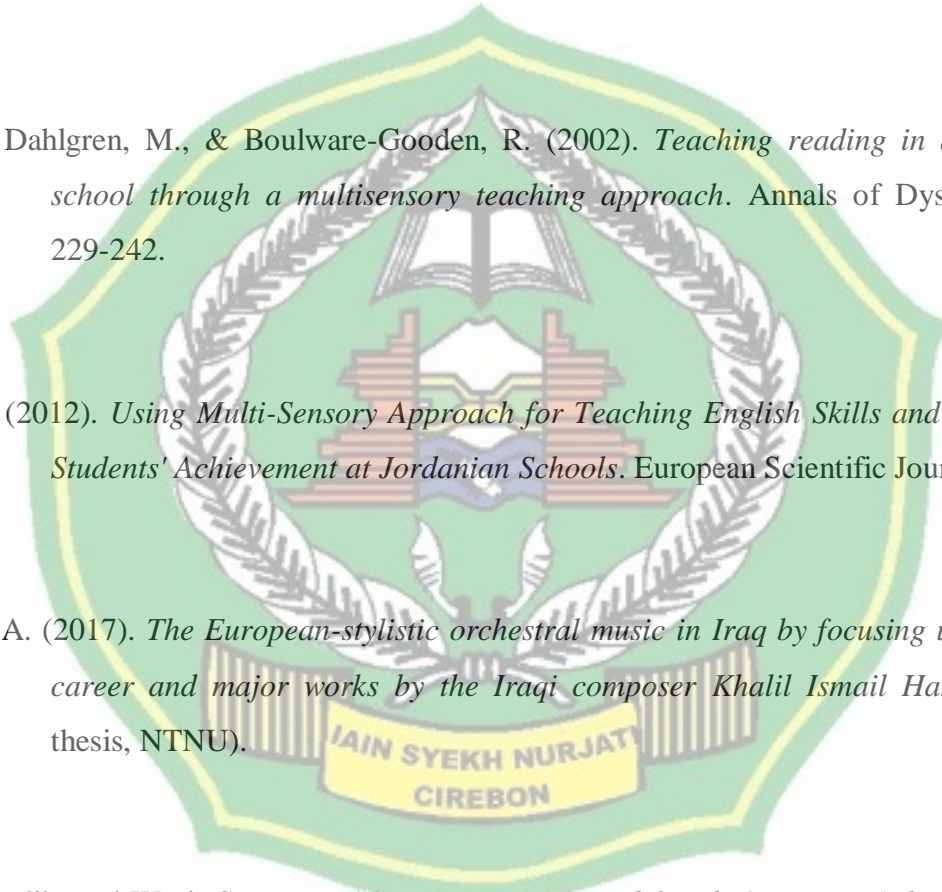 Dahlgren, M., & Boulware-Gooden, R. (2002). Teaching reading in
school through a multisensory teaching approach. Annals of
229-242.
(2012). Using Multi-Sensory Approach for Teaching English Skills and
Students' Achievement at Jordanian Schools. European Scientific
A. (2017). The European-stylistic orchestral music in Iraq by focusing
career and major works by the Iraqi composer Khalil Ismail
thesis, NTNU).
IAIN SYEKH NURJATI
CIREBON